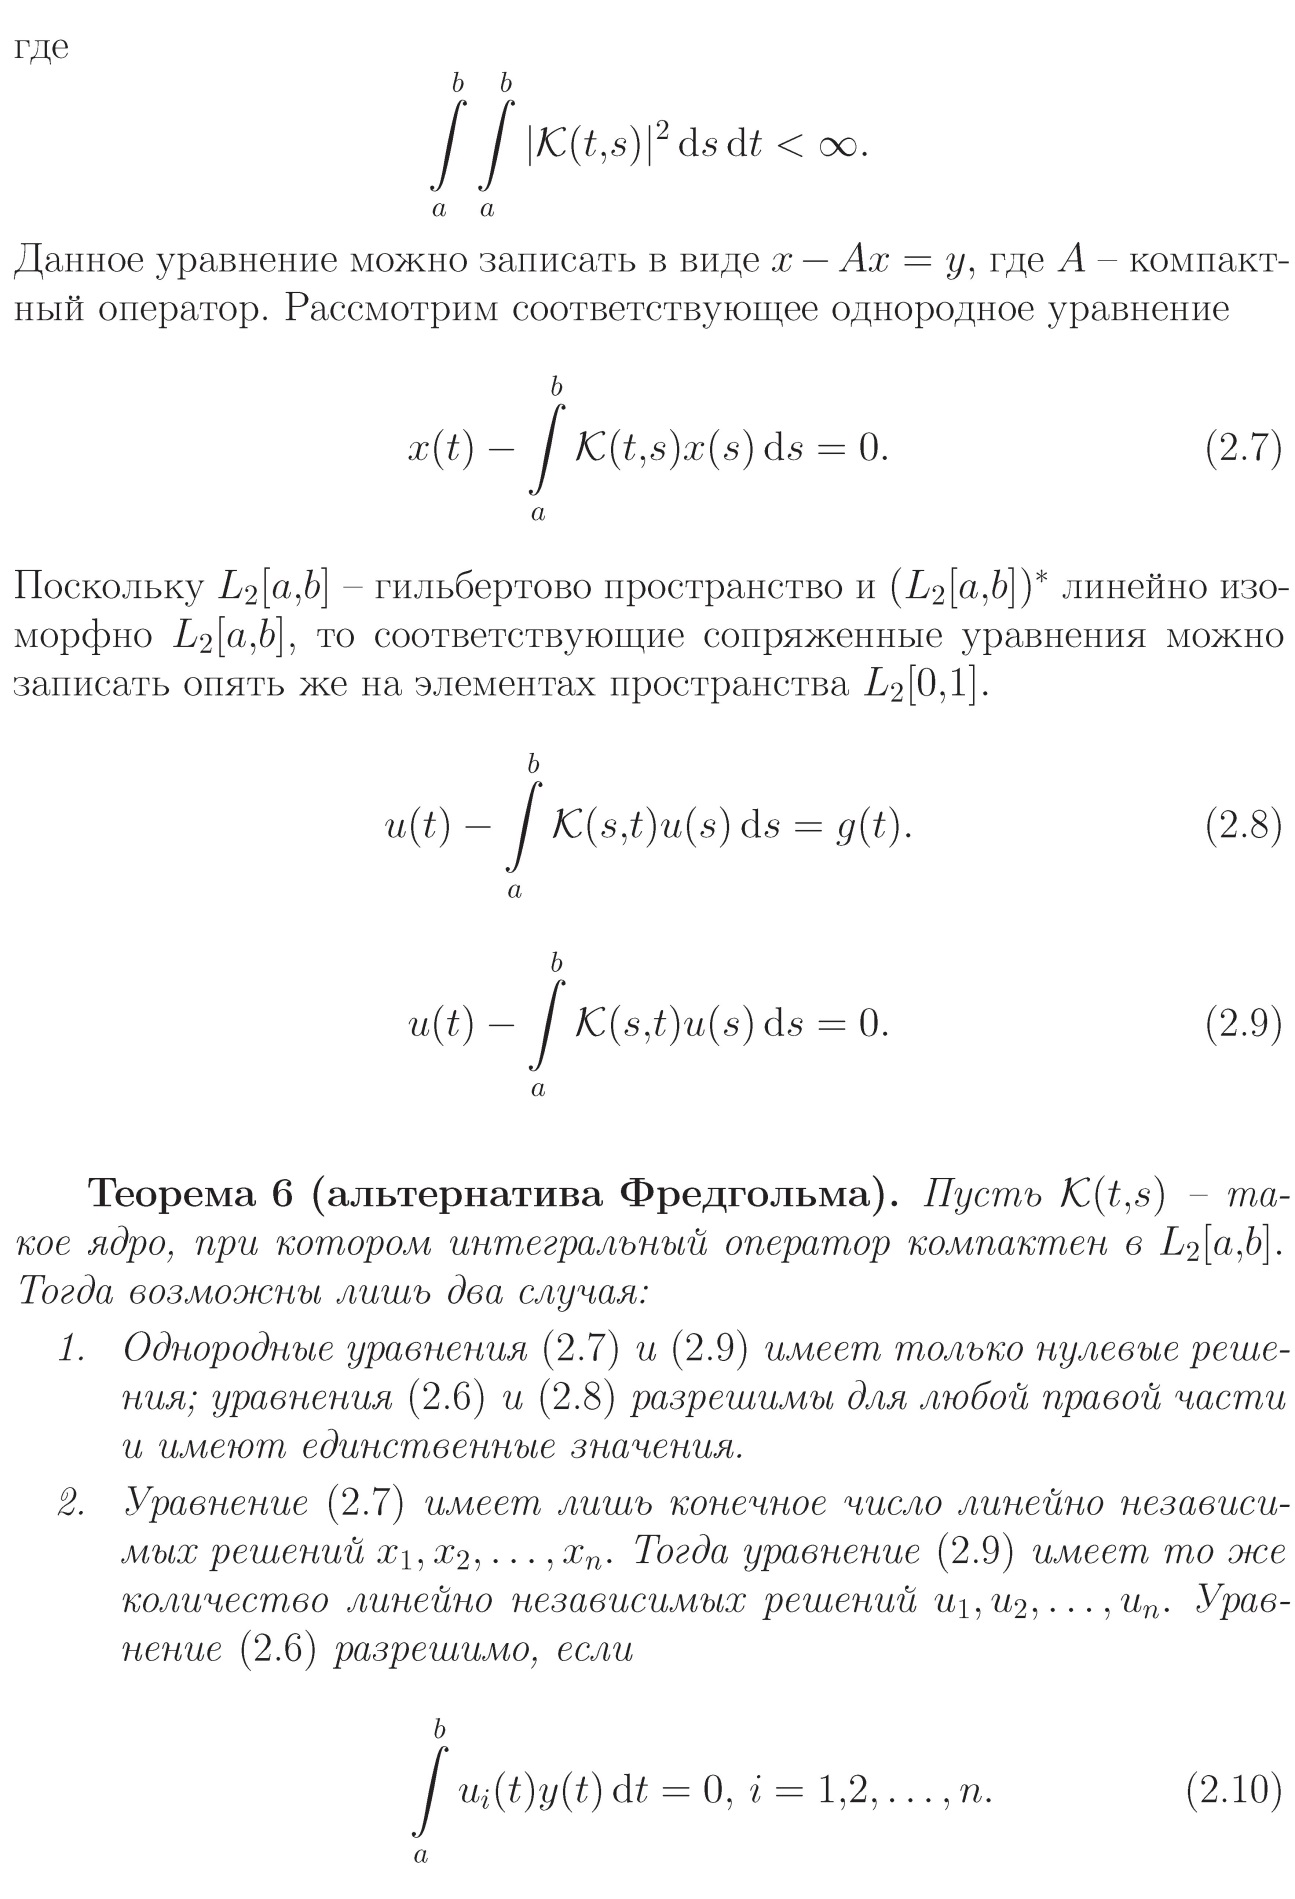 где
b b
∫ ∫ |𝒦(t,s)|² ds dt < ∞.
a a
Данное уравнение можно записать в виде x − Ax = y, где A – компакт-
ный оператор. Рассмотрим соответствующее однородное уравнение
b
x(t) − ∫ 𝒦(t,s)x(s) ds = 0. (2.7)
a
Поскольку L₂[a,b] – гильбертово пространство и (L₂[a,b])* линейно изо-
морфно L₂[a,b], то соответствующие сопряженные уравнения можно
записать опять же на элементах пространства L₂[0,1].
b
u(t) − ∫ 𝒦(s,t)u(s) ds = g(t). (2.8)
a
b
u(t) − ∫ 𝒦(s,t)u(s) ds = 0. (2.9)
a
Теорема 6 (альтернатива Фредгольма). Пусть 𝒦(t,s) – та-
кое ядро, при котором интегральный оператор компактен в L₂[a,b].
Тогда возможны лишь два случая:
1. Однородные уравнения (2.7) и (2.9) имеет только нулевые реше-
ния; уравнения (2.6) и (2.8) разрешимы для любой правой части
и имеют единственные значения.
2. Уравнение (2.7) имеет лишь конечное число линейно независи-
мых решений x₁, x₂, . . . , xₙ. Тогда уравнение (2.9) имеет то же
количество линейно независимых решений u₁, u₂, . . . , uₙ. Урав-
нение (2.6) разрешимо, если
b
∫ uᵢ(t)y(t) dt = 0, i = 1,2, . . . , n. (2.10)
a